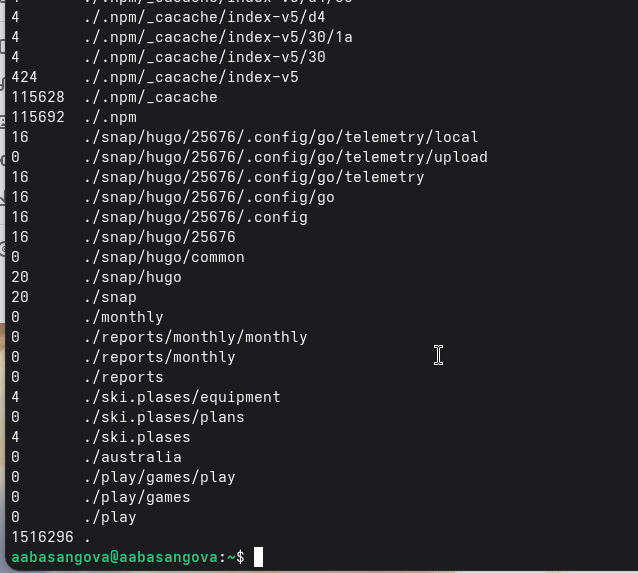 4       ./.npm/_cacache/index-v5/d4
4       ./.npm/_cacache/index-v5/30/1a
4       ./.npm/_cacache/index-v5/30
424     ./.npm/_cacache/index-v5
115628  ./.npm/_cacache
115692  ./.npm
16      ./snap/hugo/25676/.config/go/telemetry/local
0       ./snap/hugo/25676/.config/go/telemetry/upload
16      ./snap/hugo/25676/.config/go/telemetry
16      ./snap/hugo/25676/.config/go
16      ./snap/hugo/25676/.config
16      ./snap/hugo/25676
0       ./snap/hugo/common
20      ./snap/hugo
20      ./snap
0       ./monthly
0       ./reports/monthly/monthly
0       ./reports/monthly
0       ./reports
4       ./ski.plases/equipment
0       ./ski.plases/plans
4       ./ski.plases
0       ./australia
0       ./play/games/play
0       ./play/games
0       ./play
1516296 .
aabasangova@aabasangova:~$